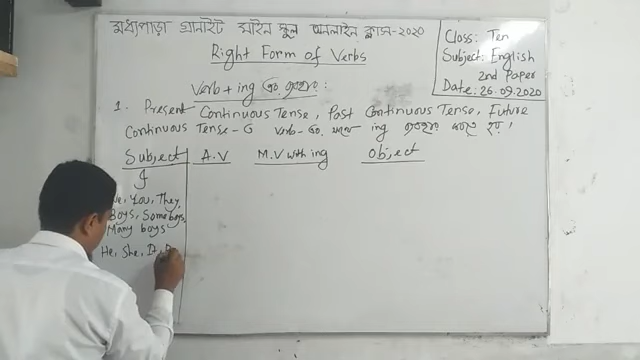 মধ্যপাড়া গ্রানাইট মাইন স্কুল অনলাইন ক্লাস-২০২০
Class: Ten
Subject: English
2nd Paper
Date: 26.09.2020
Right Form of Verbs
Verb + ing এর ব্যবহার:
1. Present Continuous Tense, Past Continuous Tense, Future
Continuous Tense-এ verb-এর সাথে ing ব্যবহার করতে হয়।
Subject A.V M.V with ing Object
I
We, You, They,
Boys, Some boys,
Many boys
He, She, It,